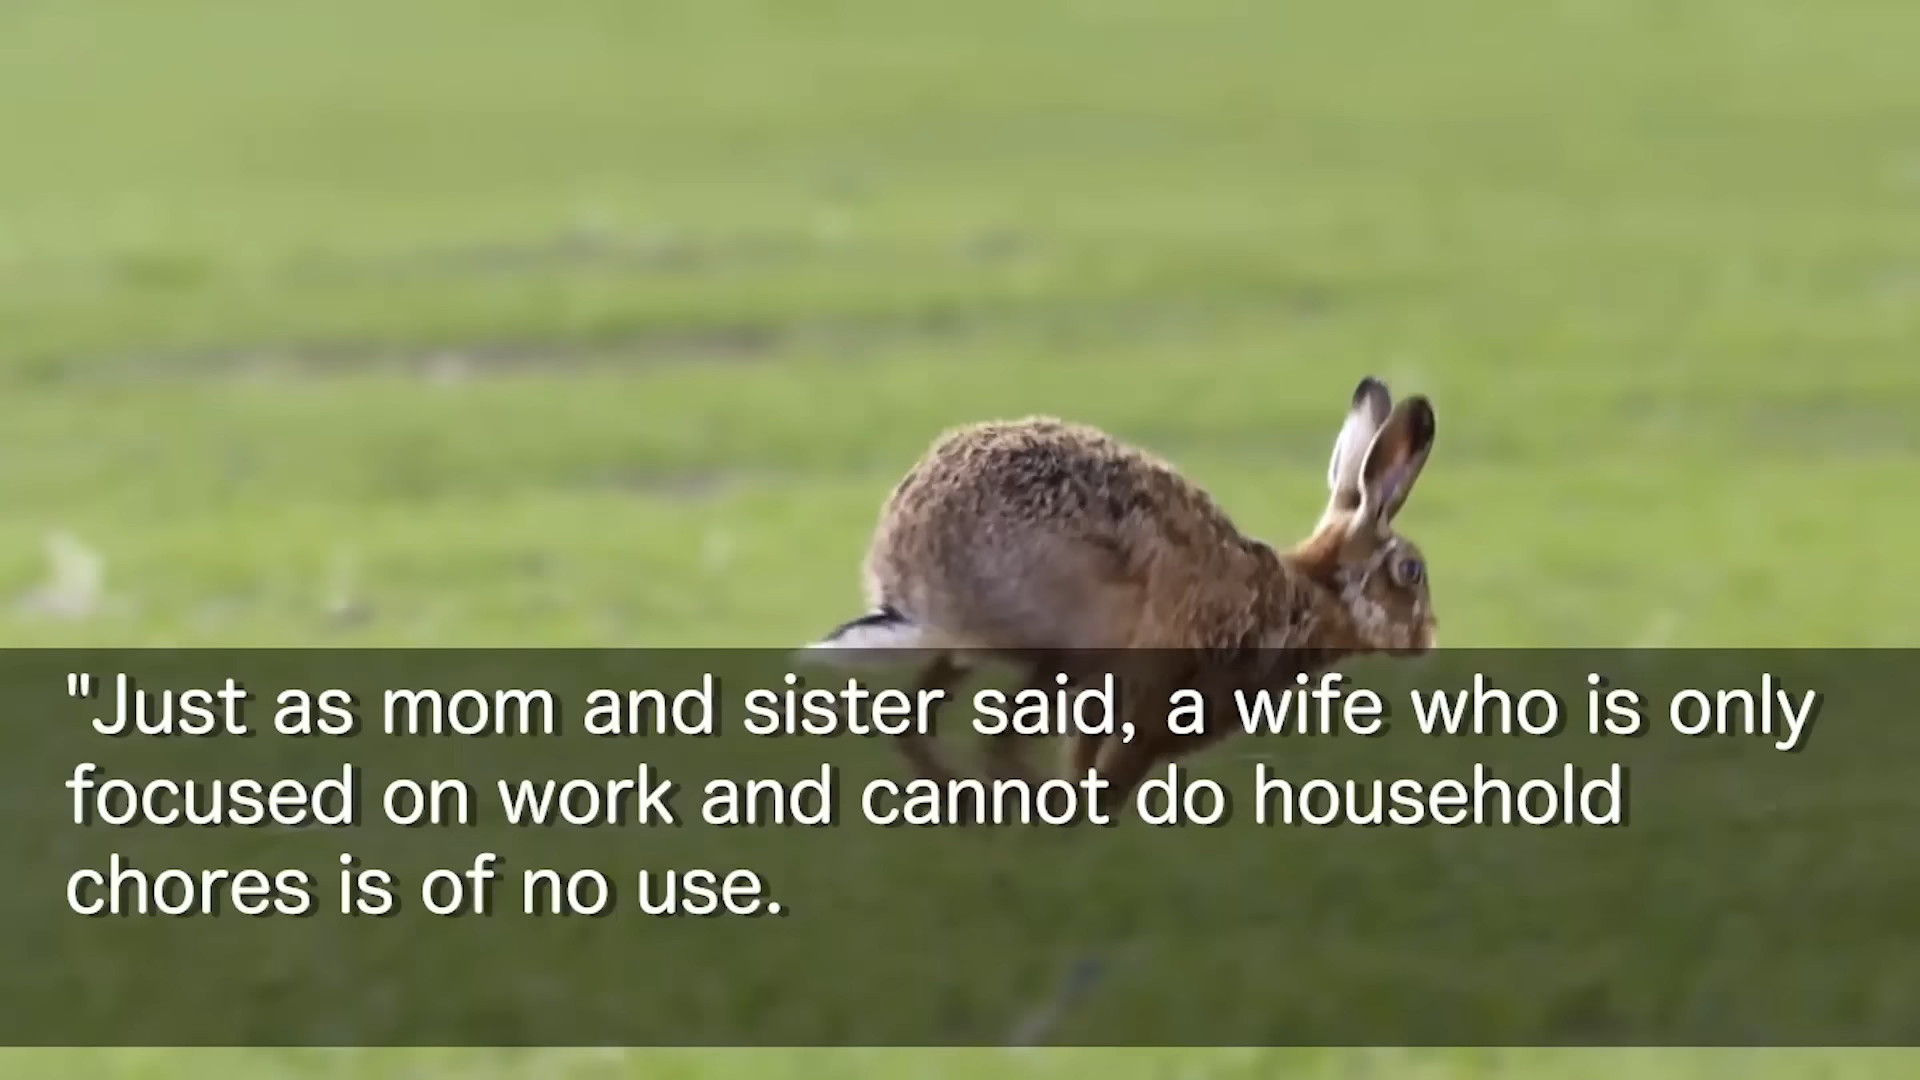 "Just as mom and sister said, a wife who is only
focused on work and cannot do household
chores is of no use.